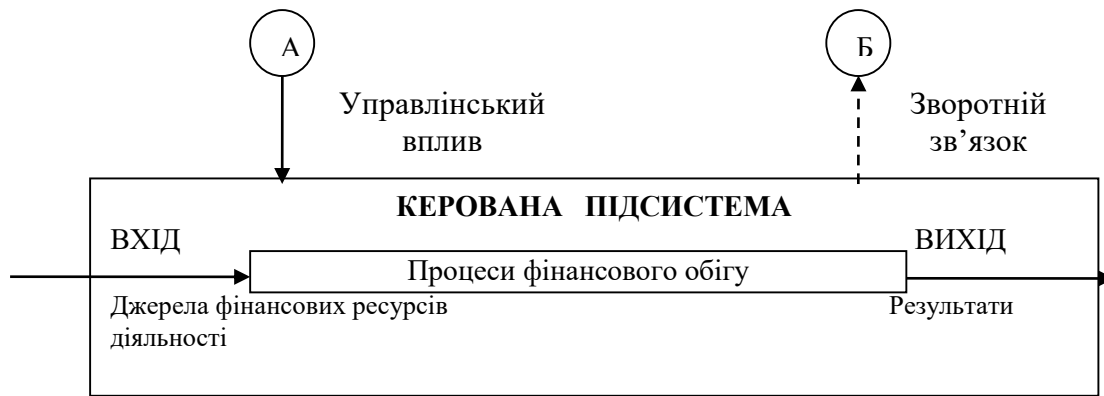 А
Б
Управлінський
вплив
Зворотній
зв’язок
КЕРОВАНА ПІДСИСТЕМА
ВХІД
ВИХІД
Процеси фінансового обігу
Джерела фінансових ресурсів
діяльності
Результати